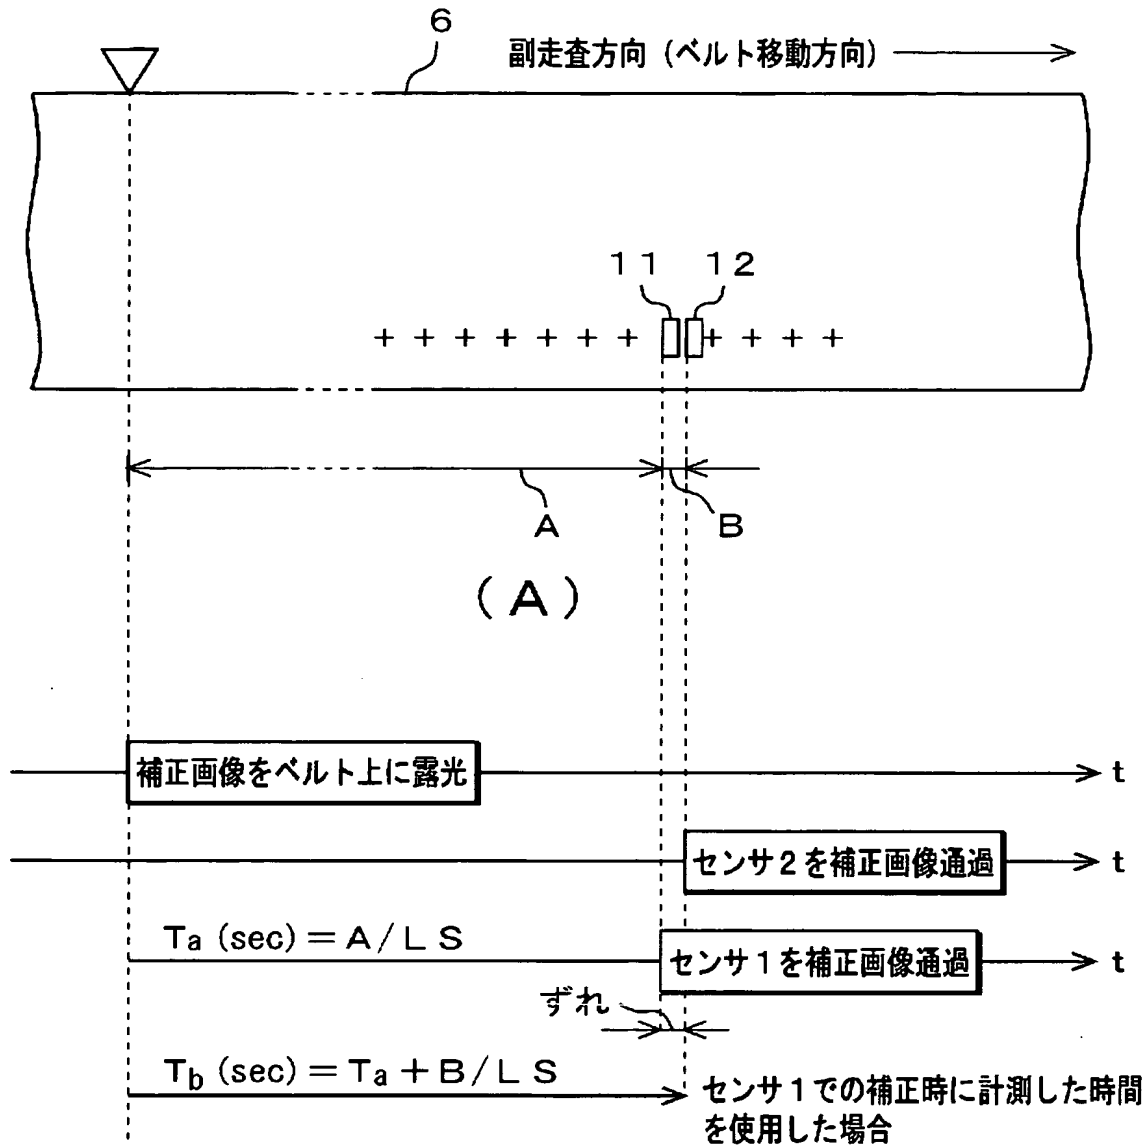 6
副走査方向（ベルト移動方向）
11 12
A B
(A)
補正画像をベルト上に露光 t
センサ2を補正画像通過 t
Ta (sec) = A/LS
センサ1を補正画像通過 t
ずれ
Tb (sec) = Ta + B/LS
センサ1での補正時に計測した時間
を使用した場合